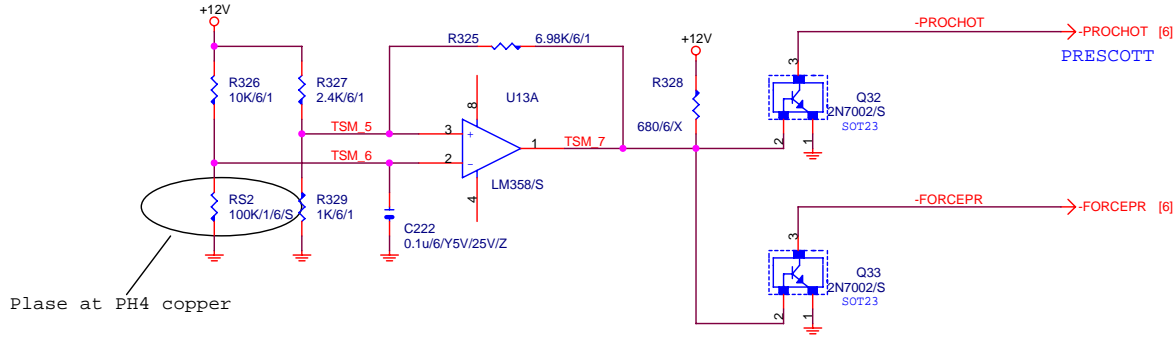 +12V
R325
6.98K/6/1
+12V
-PROCHOT
-PROCHOT [6]
PRESCOTT
R326
10K/6/1
R327
2.4K/6/1
R328
680/6/X
U13A
8
3
Q32
2N7002/S
SOT23
TSM_5
3
+
1
TSM_7
2
1
TSM_6
2
-
LM358/S
4
RS2
100K/1/6/S
R329
1K/6/1
C222
0.1u/6/Y5V/25V/Z
-FORCEPR
-FORCEPR [6]
3
Q33
2N7002/S
SOT23
2
1
Plase at PH4 copper